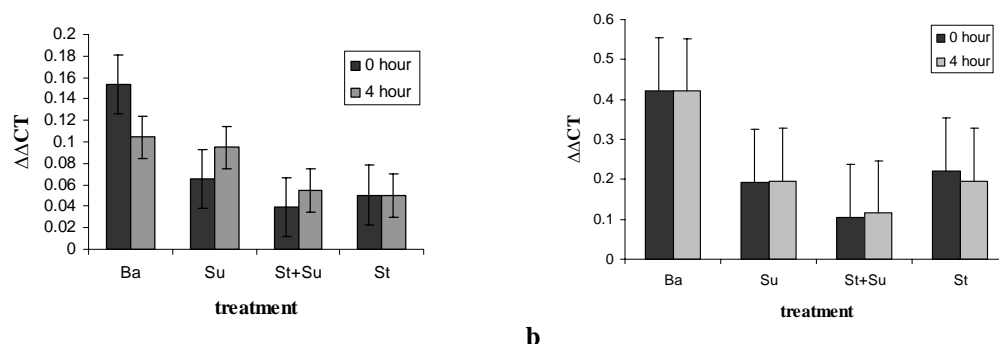 0.2
0.18
0.16
0.14
0.12
0.1
0.08
0.06
0.04
0.02
0
ΔΔCT
0 hour
4 hour
Ba Su St+Su St
treatment
0.6
0.5
0.4
0.3
0.2
0.1
0
ΔΔCT
0 hour
4 hour
Ba Su St+Su St
treatment
b